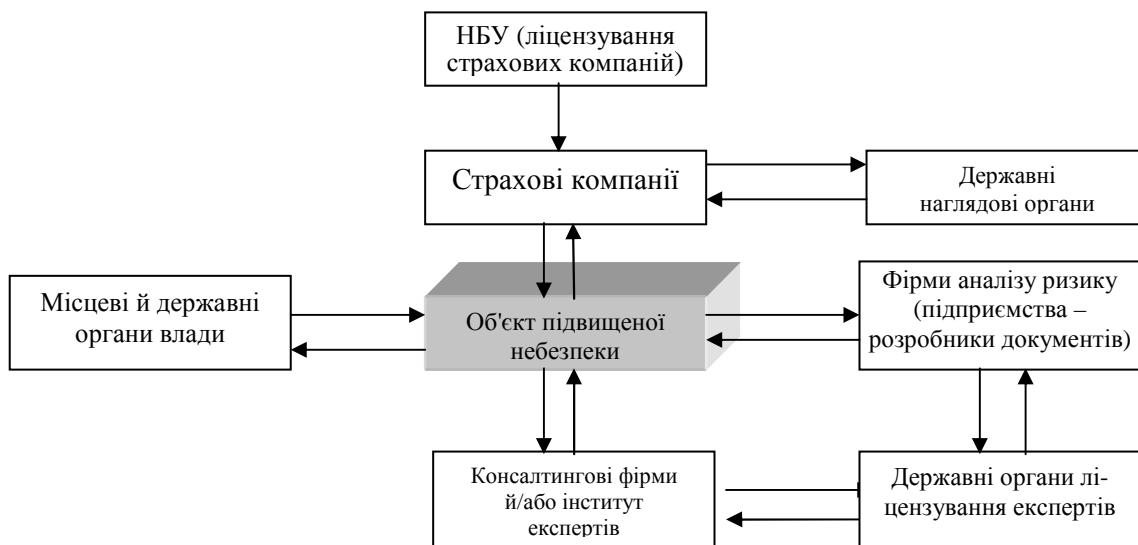 НБУ (ліцензування
страхових компаній)
Страхові компанії
Державні
наглядові органи
Місцеві й державні
органи влади
Об'єкт підвищеної
небезпеки
Фірми аналізу ризику
(підприємства –
розробники документів)
Консалтингові фірми
й/або інститут
експертів
Державні органи лі-
цензування експертів